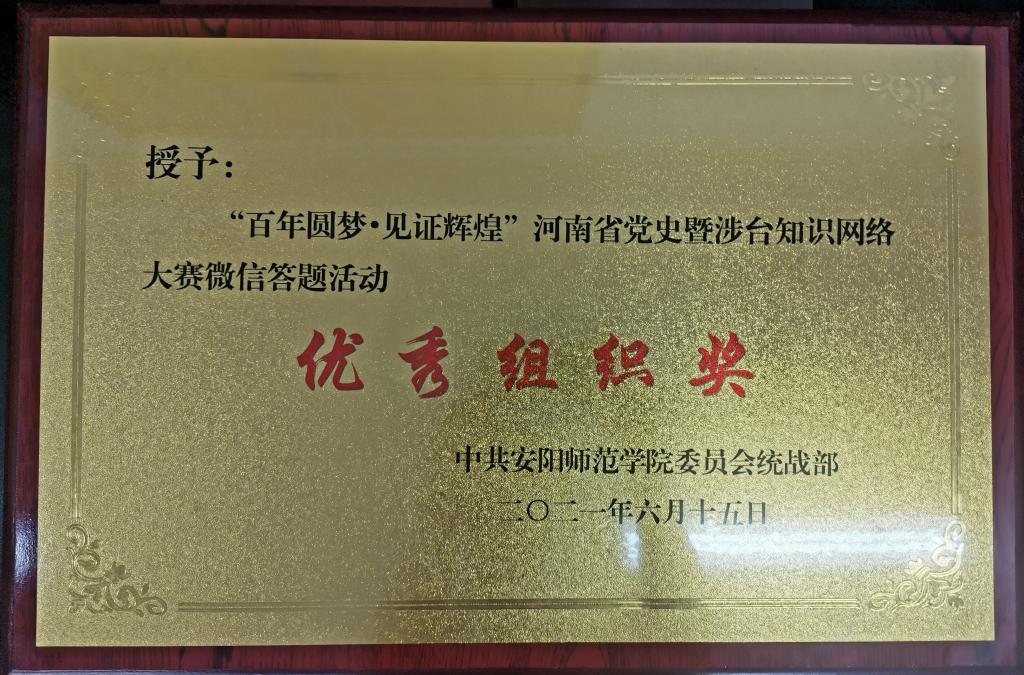 授予：
“百年圆梦·见证辉煌”河南省党史暨涉台知识网络
大赛微信答题活动
优秀组织奖
中共安阳师范学院委员会统战部
二〇二一年六月十五日